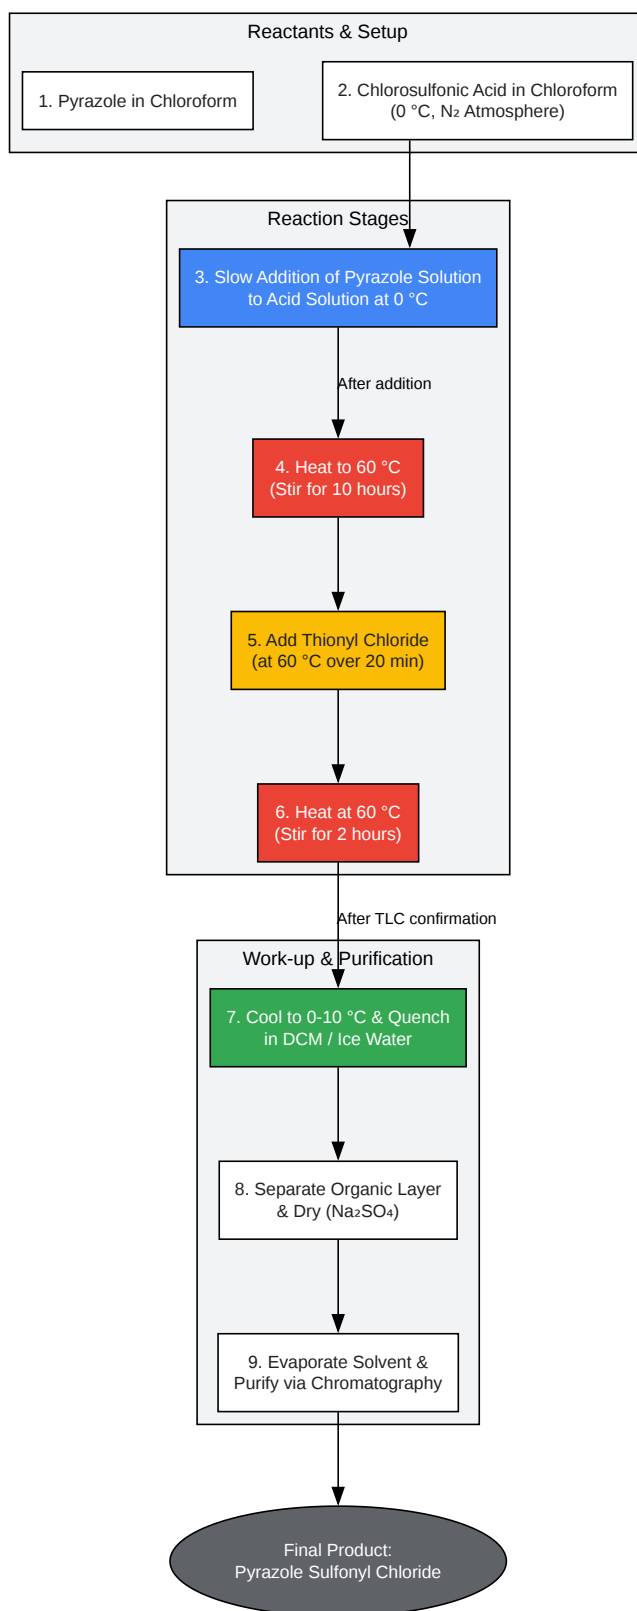 Reactants & Setup
1. Pyrazole in Chloroform
2. Chlorosulfonic Acid in Chloroform
(0 °C, N₂ Atmosphere)
Reaction Stages
3. Slow Addition of Pyrazole Solution
to Acid Solution at 0 °C
After addition
4. Heat to 60 °C
(Stir for 10 hours)
5. Add Thionyl Chloride
(at 60 °C over 20 min)
6. Heat at 60 °C
(Stir for 2 hours)
After TLC confirmation
Work-up & Purification
7. Cool to 0-10 °C & Quench
in DCM / Ice Water
8. Separate Organic Layer
& Dry (Na₂SO₄)
9. Evaporate Solvent &
Purify via Chromatography
Final Product:
Pyrazole Sulfonyl Chloride